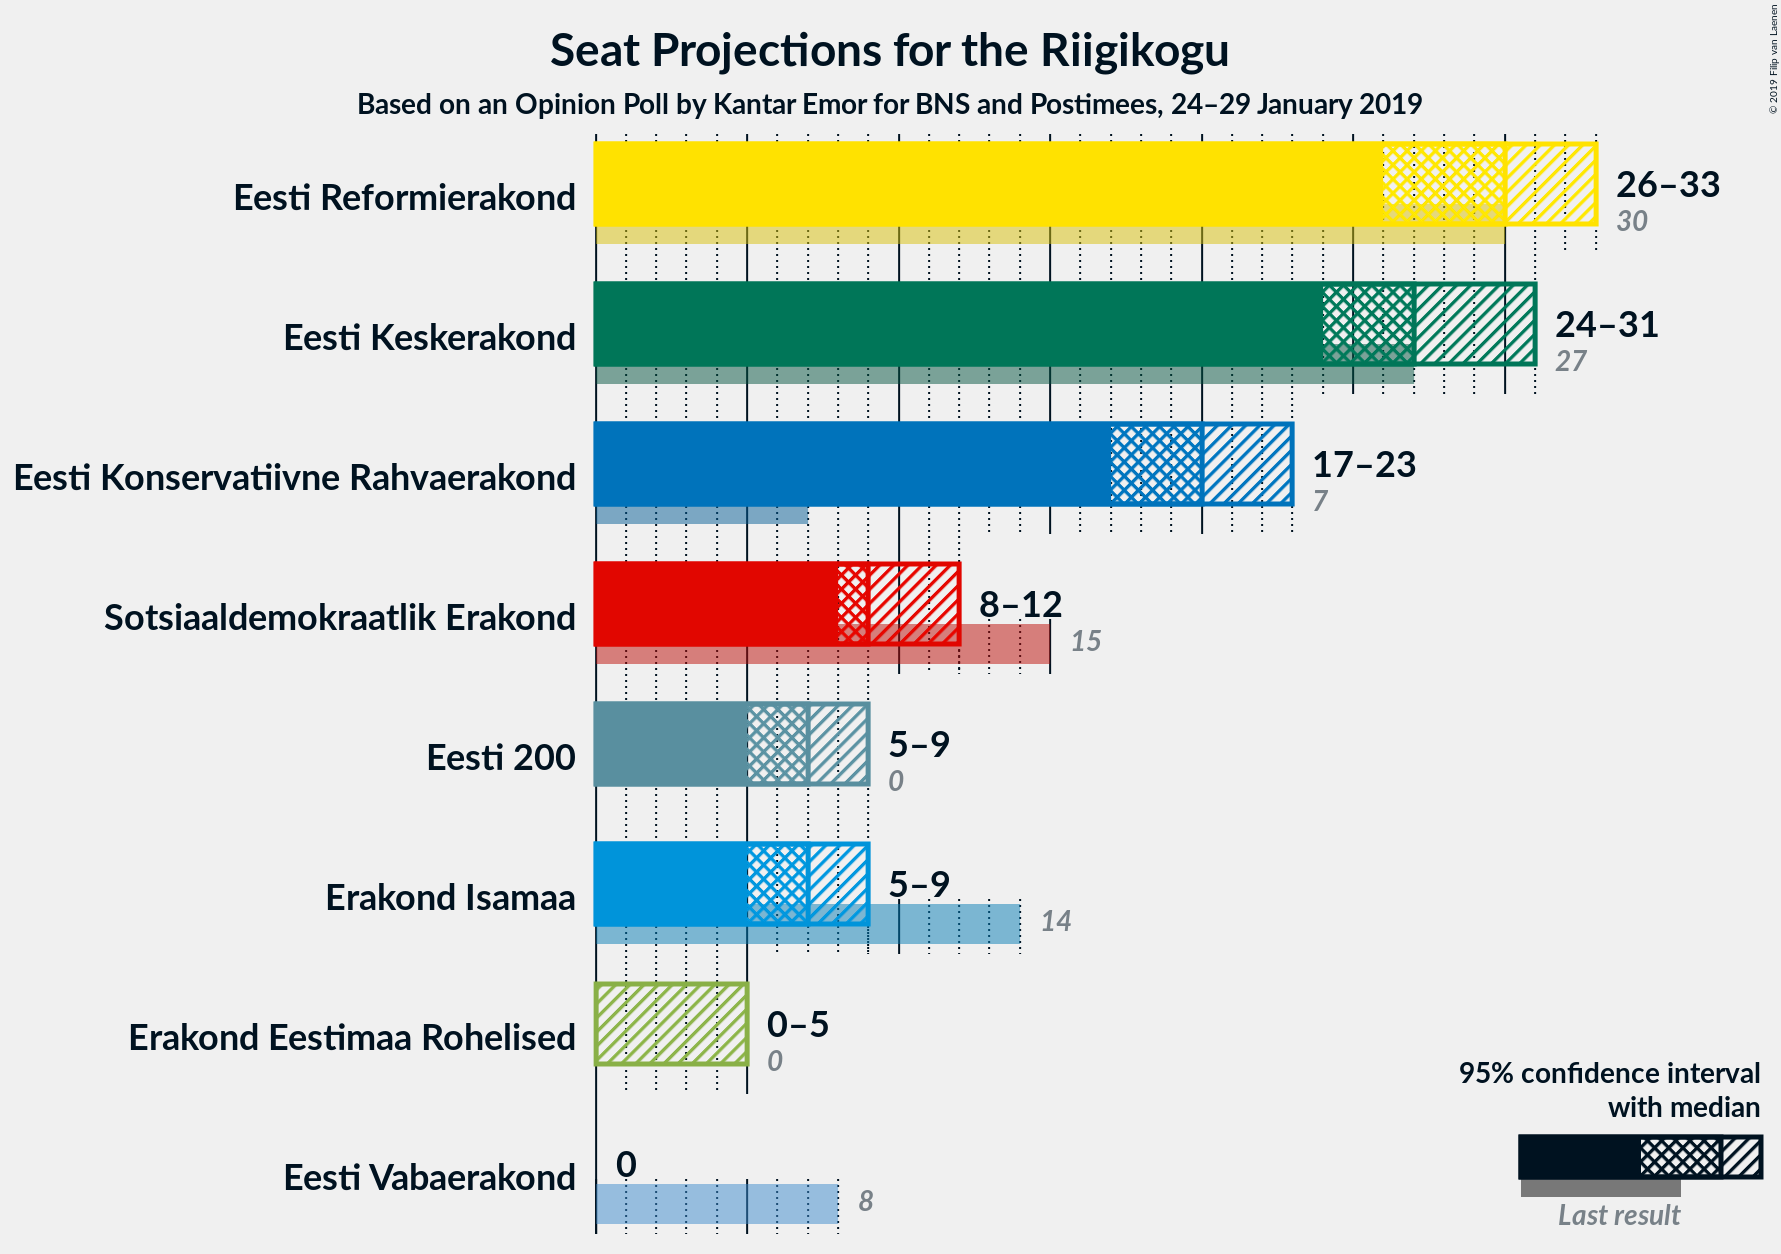 Seat Projections for the Riigikogu
Based on an Opinion Poll by Kantar Emor for BNS and Postimees, 24–29 January 2019
© 2019 Filip van Laenen
Eesti Reformierakond
26–33
30
Eesti Keskerakond
24–31
27
Eesti Konservatiivne Rahvaerakond
17–23
7
Sotsiaaldemokraatlik Erakond
8–12
15
Eesti 200
5–9
0
Erakond Isamaa
5–9
14
Erakond Eestimaa Rohelised
0–5
0
Eesti Vabaerakond
0
8
95% confidence interval
with median
Last result